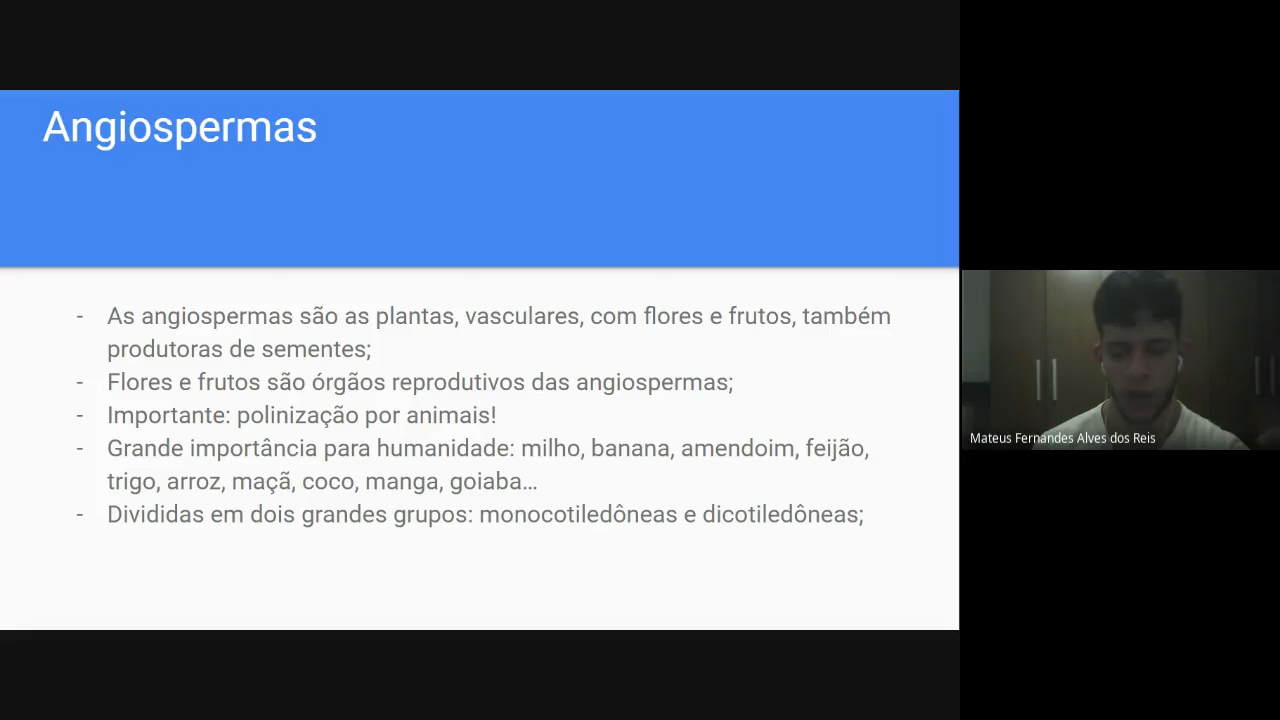 Angiospermas
- As angiospermas são as plantas, vasculares, com flores e frutos, também
produtoras de sementes;
- Flores e frutos são órgãos reprodutivos das angiospermas;
- Importante: polinização por animais!
- Grande importância para humanidade: milho, banana, amendoim, feijão,
trigo, arroz, maçã, coco, manga, goiaba…
- Divididas em dois grandes grupos: monocotiledôneas e dicotiledôneas;
Mateus Fernandes Alves dos Reis